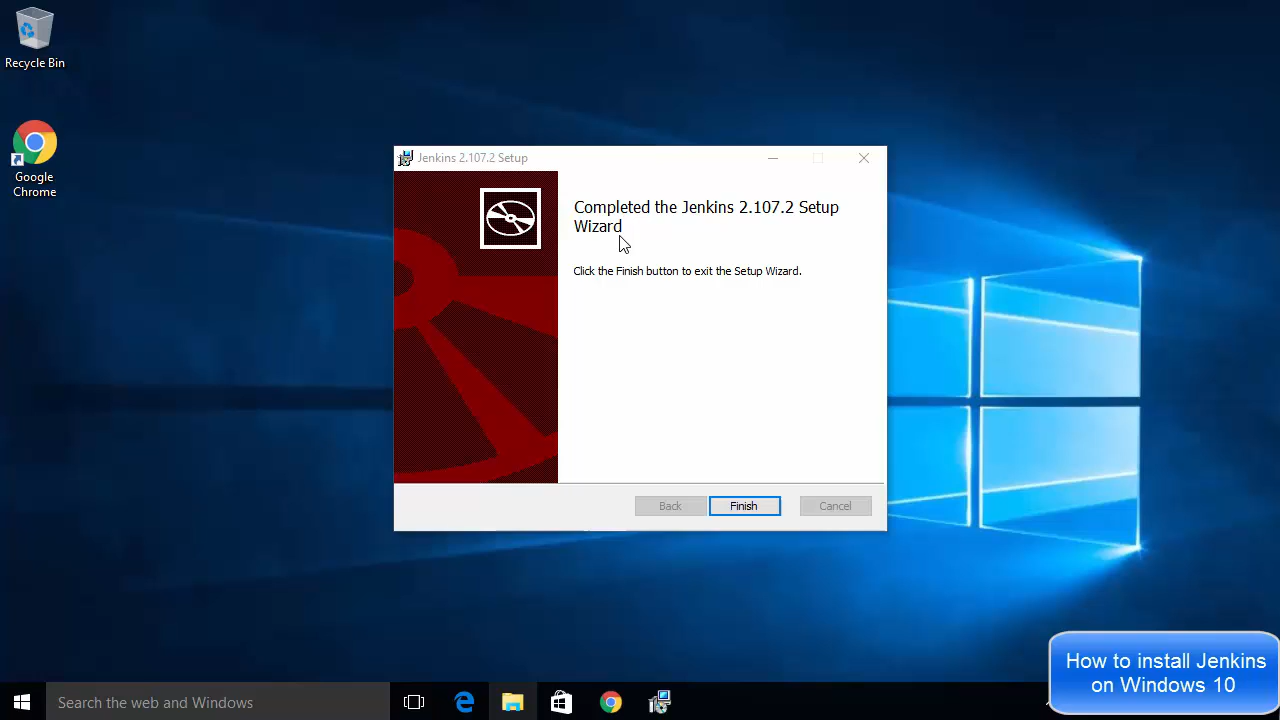 Recycle Bin
Google
Chrome
Jenkins 2.107.2 Setup
Completed the Jenkins 2.107.2 Setup
Wizard
Click the Finish button to exit the Setup Wizard.
Back
Finish
Cancel
How to install Jenkins
on Windows 10
Search the web and Windows